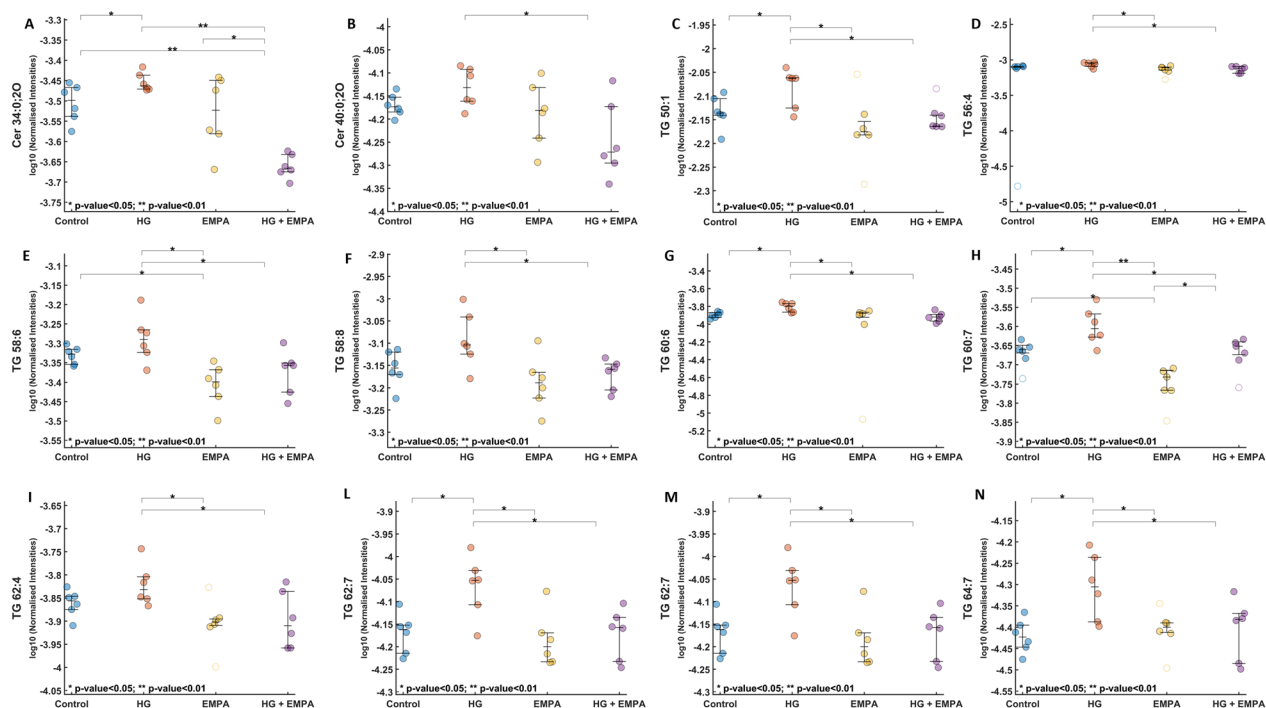 A
Cer 34:0;2O
log10 (Normalised Intensities)
-3.3
-3.35
-3.4
-3.45
-3.5
-3.55
-3.6
-3.65
-3.7
-3.75
*
**
*
**
* p-value<0.05; ** p-value<0.01
Control HG EMPA HG + EMPA
B
Cer 40:0;2O
log10 (Normalised Intensities)
-4
-4.05
-4.1
-4.15
-4.2
-4.25
-4.3
-4.35
-4.4
*
* p-value<0.05; ** p-value<0.01
Control HG EMPA HG + EMPA
C
TG 50:1
log10 (Normalised Intensities)
-2
-2.05
-2.1
-2.15
-2.2
-2.25
-2.3
*
*
*
* p-value<0.05; ** p-value<0.01
Control HG EMPA HG + EMPA
D
TG 56:4
log10 (Normalised Intensities)
-2.5
-3
-3.5
-4
-4.5
-5
*
*
* p-value<0.05; ** p-value<0.01
Control HG EMPA HG + EMPA
E
TG 58:6
log10 (Normalised Intensities)
-3.1
-3.15
-3.2
-3.25
-3.3
-3.35
-3.4
-3.45
-3.5
-3.55
*
*
*
* p-value<0.05; ** p-value<0.01
Control HG EMPA HG + EMPA
F
TG 58:8
log10 (Normalised Intensities)
-2.9
-2.95
-3
-3.05
-3.1
-3.15
-3.2
-3.25
-3.3
*
*
* p-value<0.05; ** p-value<0.01
Control HG EMPA HG + EMPA
G
TG 60:6
log10 (Normalised Intensities)
-3.4
-3.6
-3.8
-4
-4.2
-4.4
-4.6
-4.8
-5
-5.2
*
*
*
* p-value<0.05; ** p-value<0.01
Control HG EMPA HG + EMPA
H
TG 60:7
log10 (Normalised Intensities)
-3.45
-3.5
-3.55
-3.6
-3.65
-3.7
-3.75
-3.8
-3.85
-3.9
*
**
*
*
*
* p-value<0.05; ** p-value<0.01
Control HG EMPA HG + EMPA
I
TG 62:4
log10 (Normalised Intensities)
-3.65
-3.7
-3.75
-3.8
-3.85
-3.9
-3.95
-4
-4.05
*
*
* p-value<0.05; ** p-value<0.01
Control HG EMPA HG + EMPA
L
TG 62:7
log10 (Normalised Intensities)
-3.9
-3.95
-4
-4.05
-4.1
-4.15
-4.2
-4.25
-4.3
*
*
*
* p-value<0.05; ** p-value<0.01
Control HG EMPA HG + EMPA
M
TG 62:7
log10 (Normalised Intensities)
-3.9
-3.95
-4
-4.05
-4.1
-4.15
-4.2
-4.25
-4.3
*
*
*
* p-value<0.05; ** p-value<0.01
Control HG EMPA HG + EMPA
N
TG 64:7
log10 (Normalised Intensities)
-4.15
-4.2
-4.25
-4.3
-4.35
-4.4
-4.45
-4.5
-4.55
*
*
*
* p-value<0.05; ** p-value<0.01
Control HG EMPA HG + EMPA